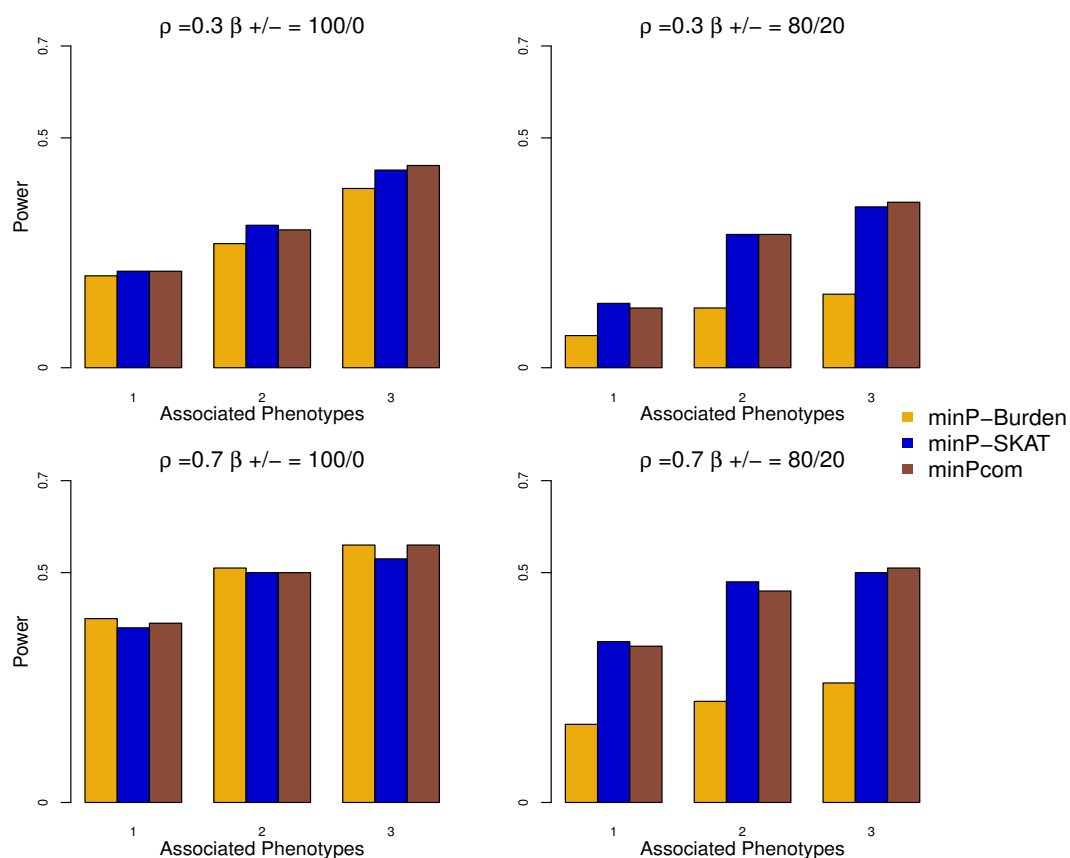 ρ =0.3 β +/− = 100/0
0.7
0.5
0
Power
1 2 3
Associated Phenotypes
ρ =0.3 β +/− = 80/20
0.7
0.5
0
1 2 3
Associated Phenotypes
minP−Burden
minP−SKAT
minPcom
ρ =0.7 β +/− = 100/0
0.7
0.5
0
Power
1 2 3
Associated Phenotypes
ρ =0.7 β +/− = 80/20
0.7
0.5
0
1 2 3
Associated Phenotypes